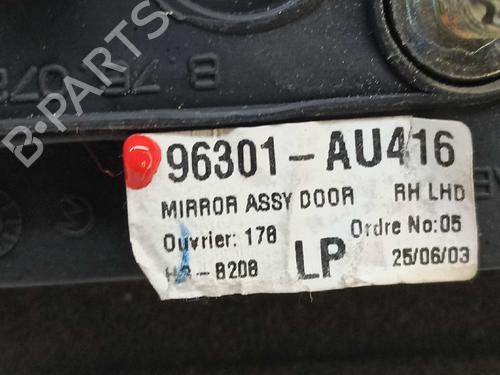 B-PARTS
96301-AU416
MIRROR ASSY DOOR RH LHD
Ouvrier: 178 Ordre No: 05
LP 25/06/03